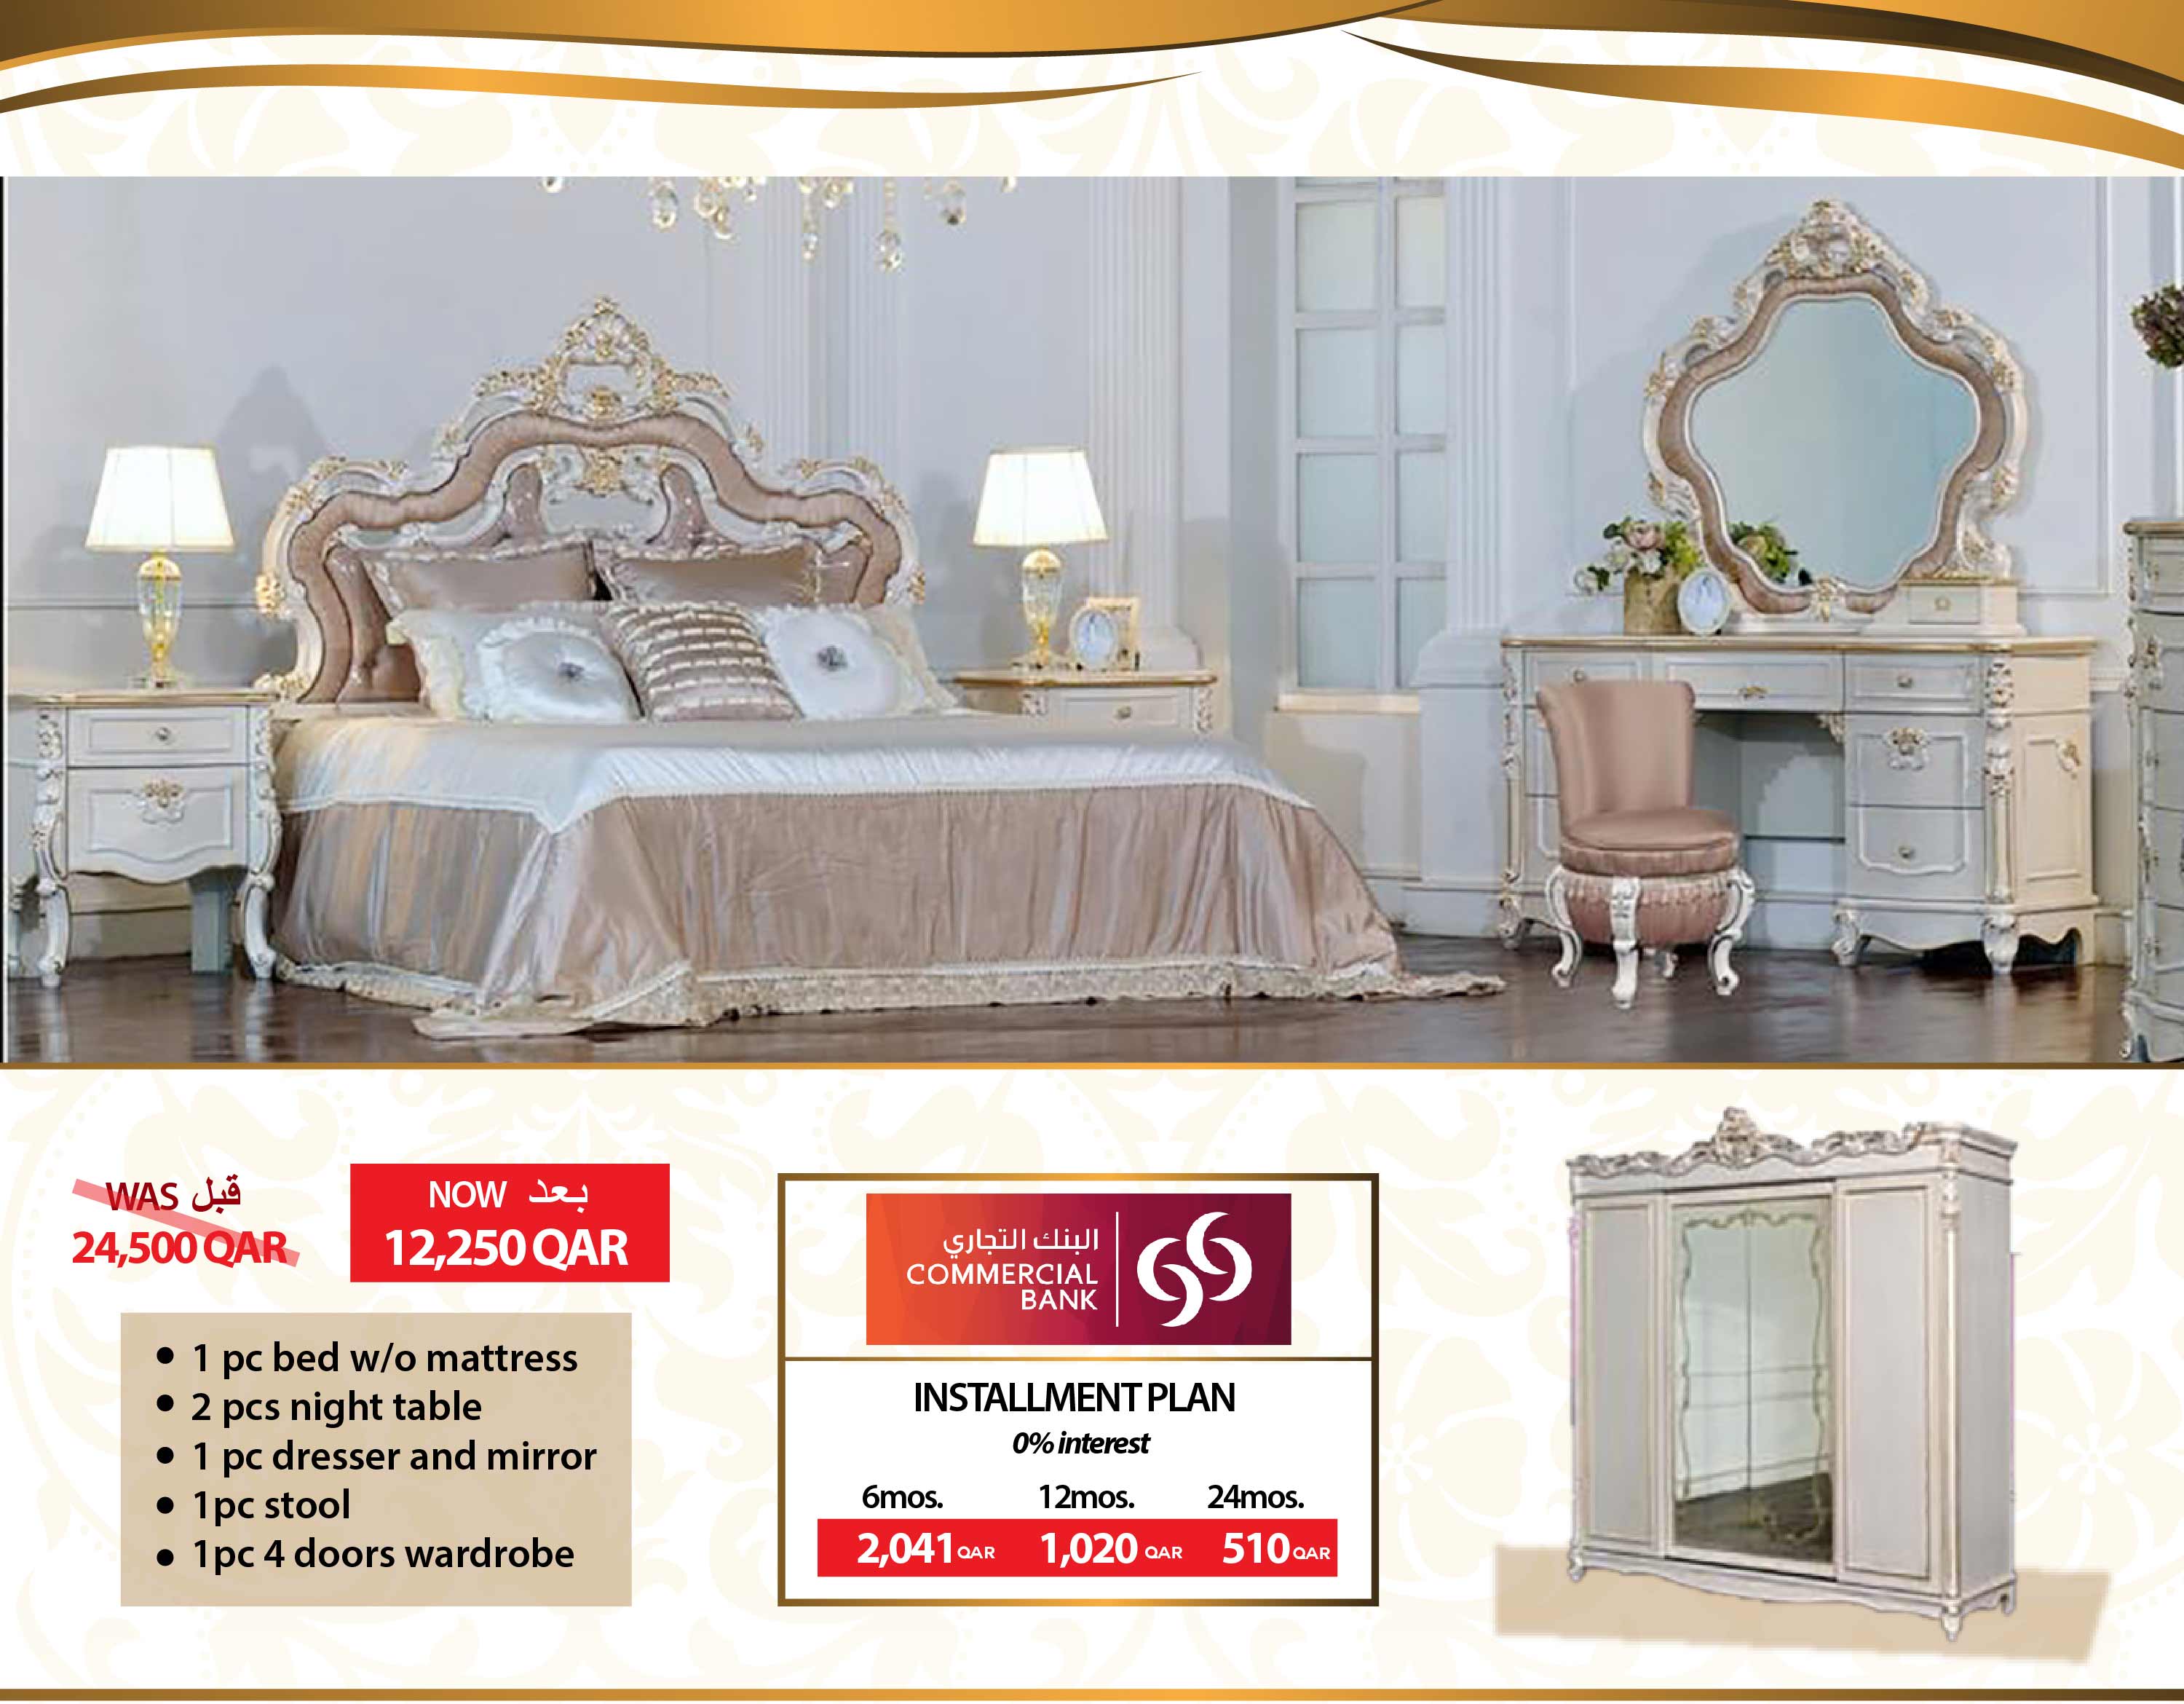 WAS قبل
24,500 QAR
NOW بعد
12,250 QAR
• 1 pc bed w/o mattress
• 2 pcs night table
• 1 pc dresser and mirror
• 1pc stool
• 1pc 4 doors wardrobe
البنك التجاري
COMMERCIAL
BANK
INSTALLMENT PLAN
0% interest
6mos. 12mos. 24mos.
2,041 QAR 1,020 QAR 510 QAR